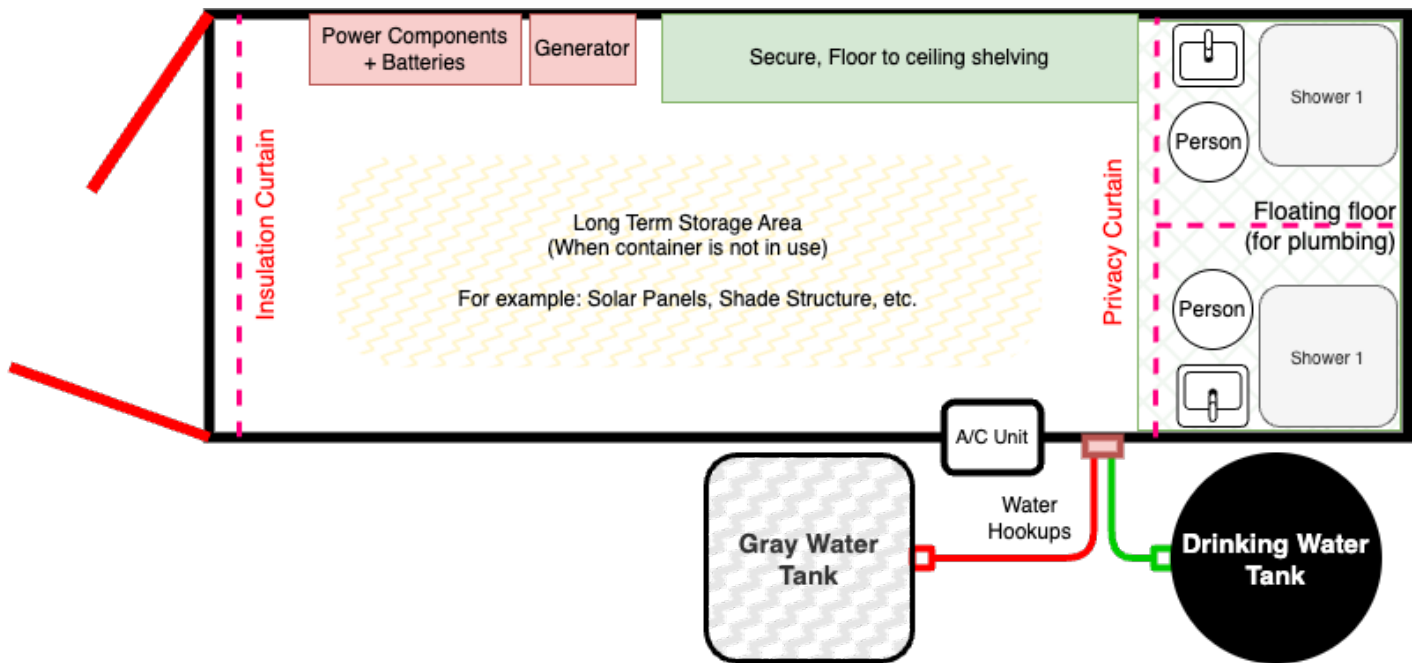 Power Components
+ Batteries
Generator
Secure, Floor to ceiling shelving
Shower 1
Person
Insulation Curtain
Privacy Curtain
Long Term Storage Area
(When container is not in use)
For example: Solar Panels, Shade Structure, etc.
Floating floor
(for plumbing)
Person
Shower 1
A/C Unit
Water
Hookups
Gray Water
Tank
Drinking Water
Tank